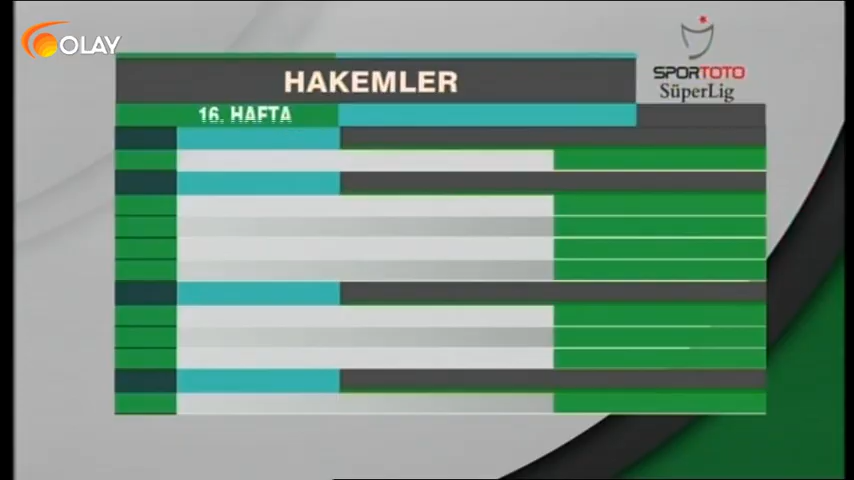 OLAY
HAKEMLER
SPORTOTO
SüperLig
16. HAFTA